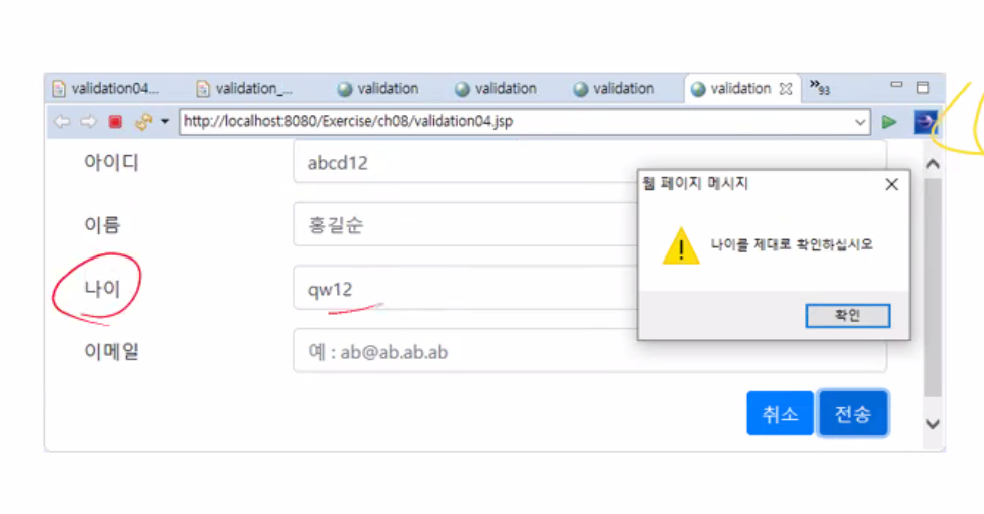 validation04... validation_... validation validation validation validation »93
http://localhost:8080/Exercise/ch08/validation04.jsp
아이디 abcd12
웹 페이지 메시지
이름 홍길순
나이를 제대로 확인하십시오
나이 qw12
확인
이메일 예 : ab@ab.ab.ab
취소 전송